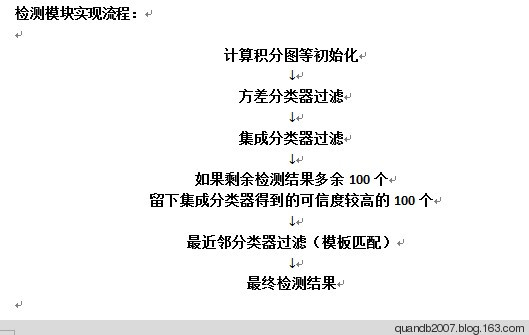 检测模块实现流程：
计算积分图等初始化
↓
方差分类器过滤
↓
集成分类器过滤
↓
如果剩余检测结果多余 100 个
留下集成分类器得到的可信度较高的 100 个
↓
最近邻分类器过滤（模板匹配）
↓
最终检测结果
quandb2007.blog.163.com